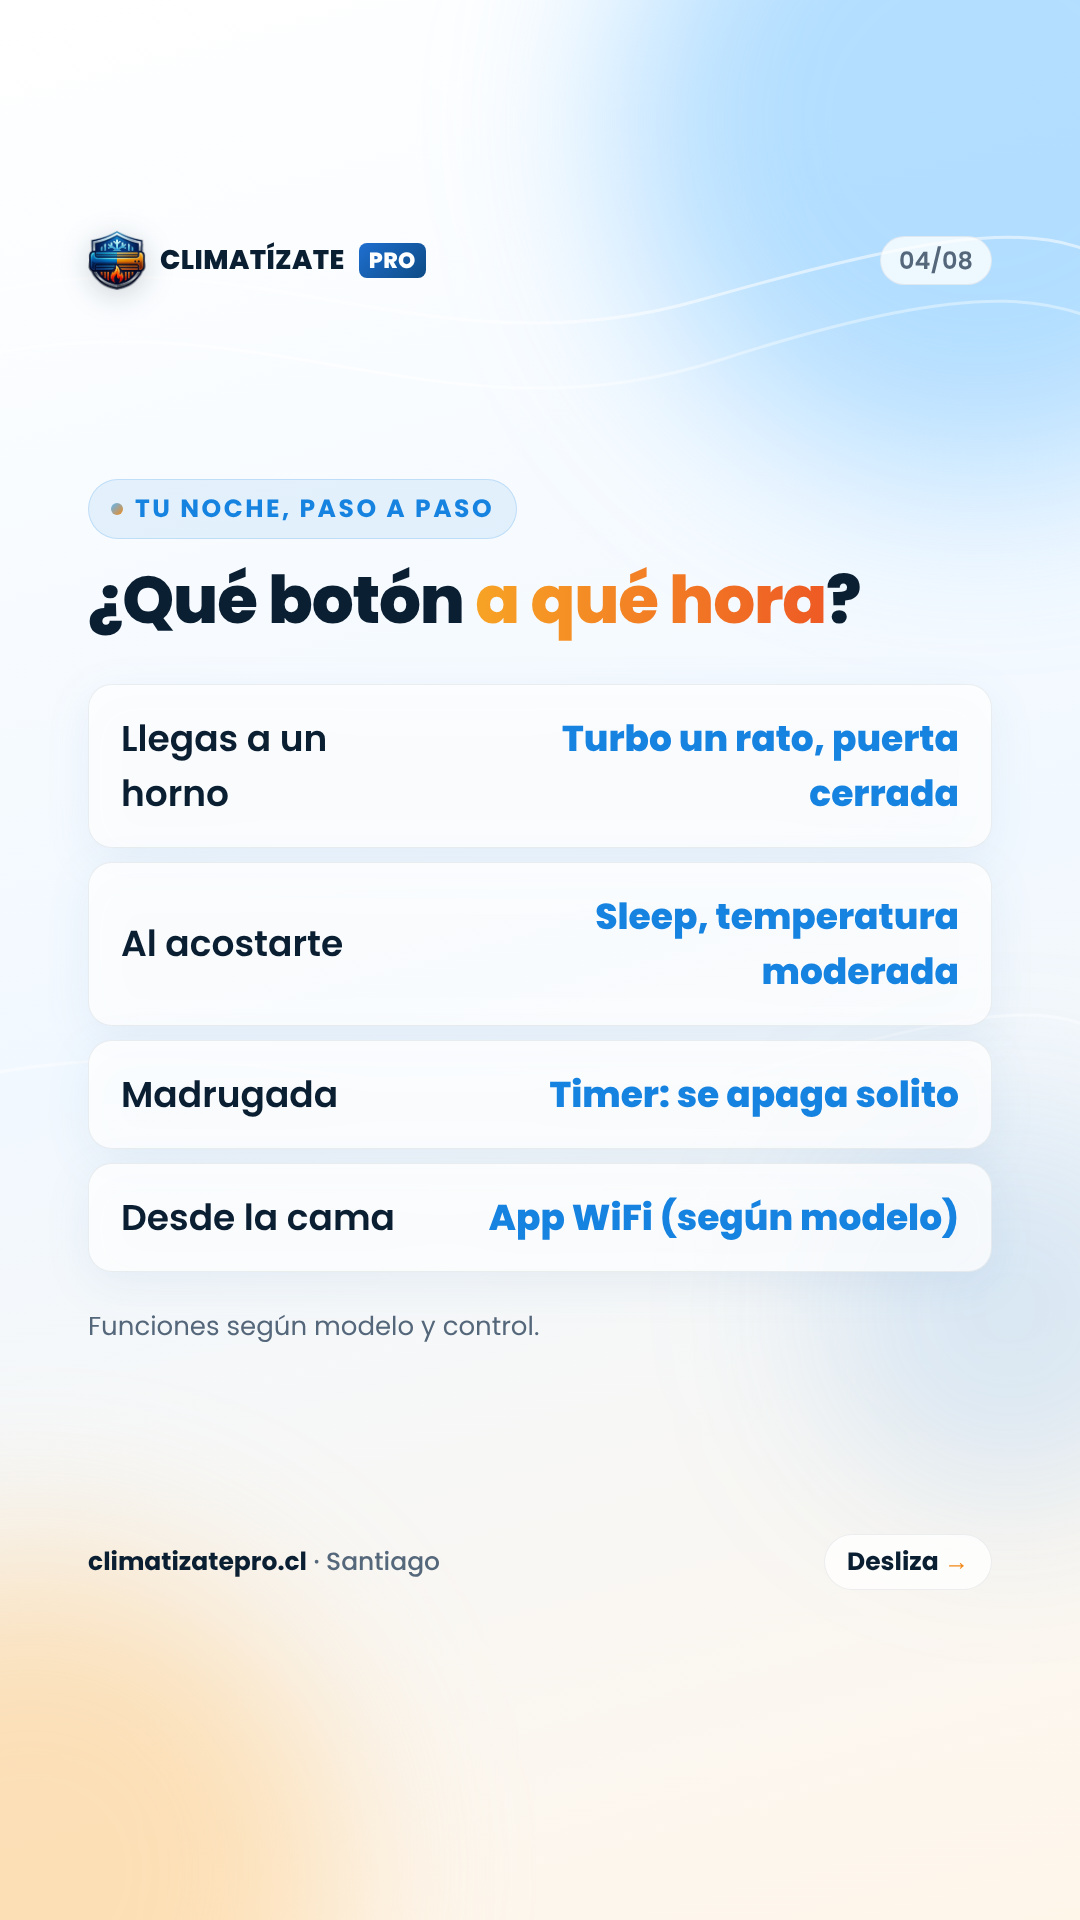 CLIMATÍZATE PRO
04/08
TU NOCHE, PASO A PASO
¿Qué botón a qué hora?
Llegas a un
horno
Turbo un rato, puerta
cerrada
Al acostarte
Sleep, temperatura
moderada
Madrugada
Timer: se apaga solito
Desde la cama
App WiFi (según modelo)
Funciones según modelo y control.
climatizatepro.cl · Santiago
Desliza →